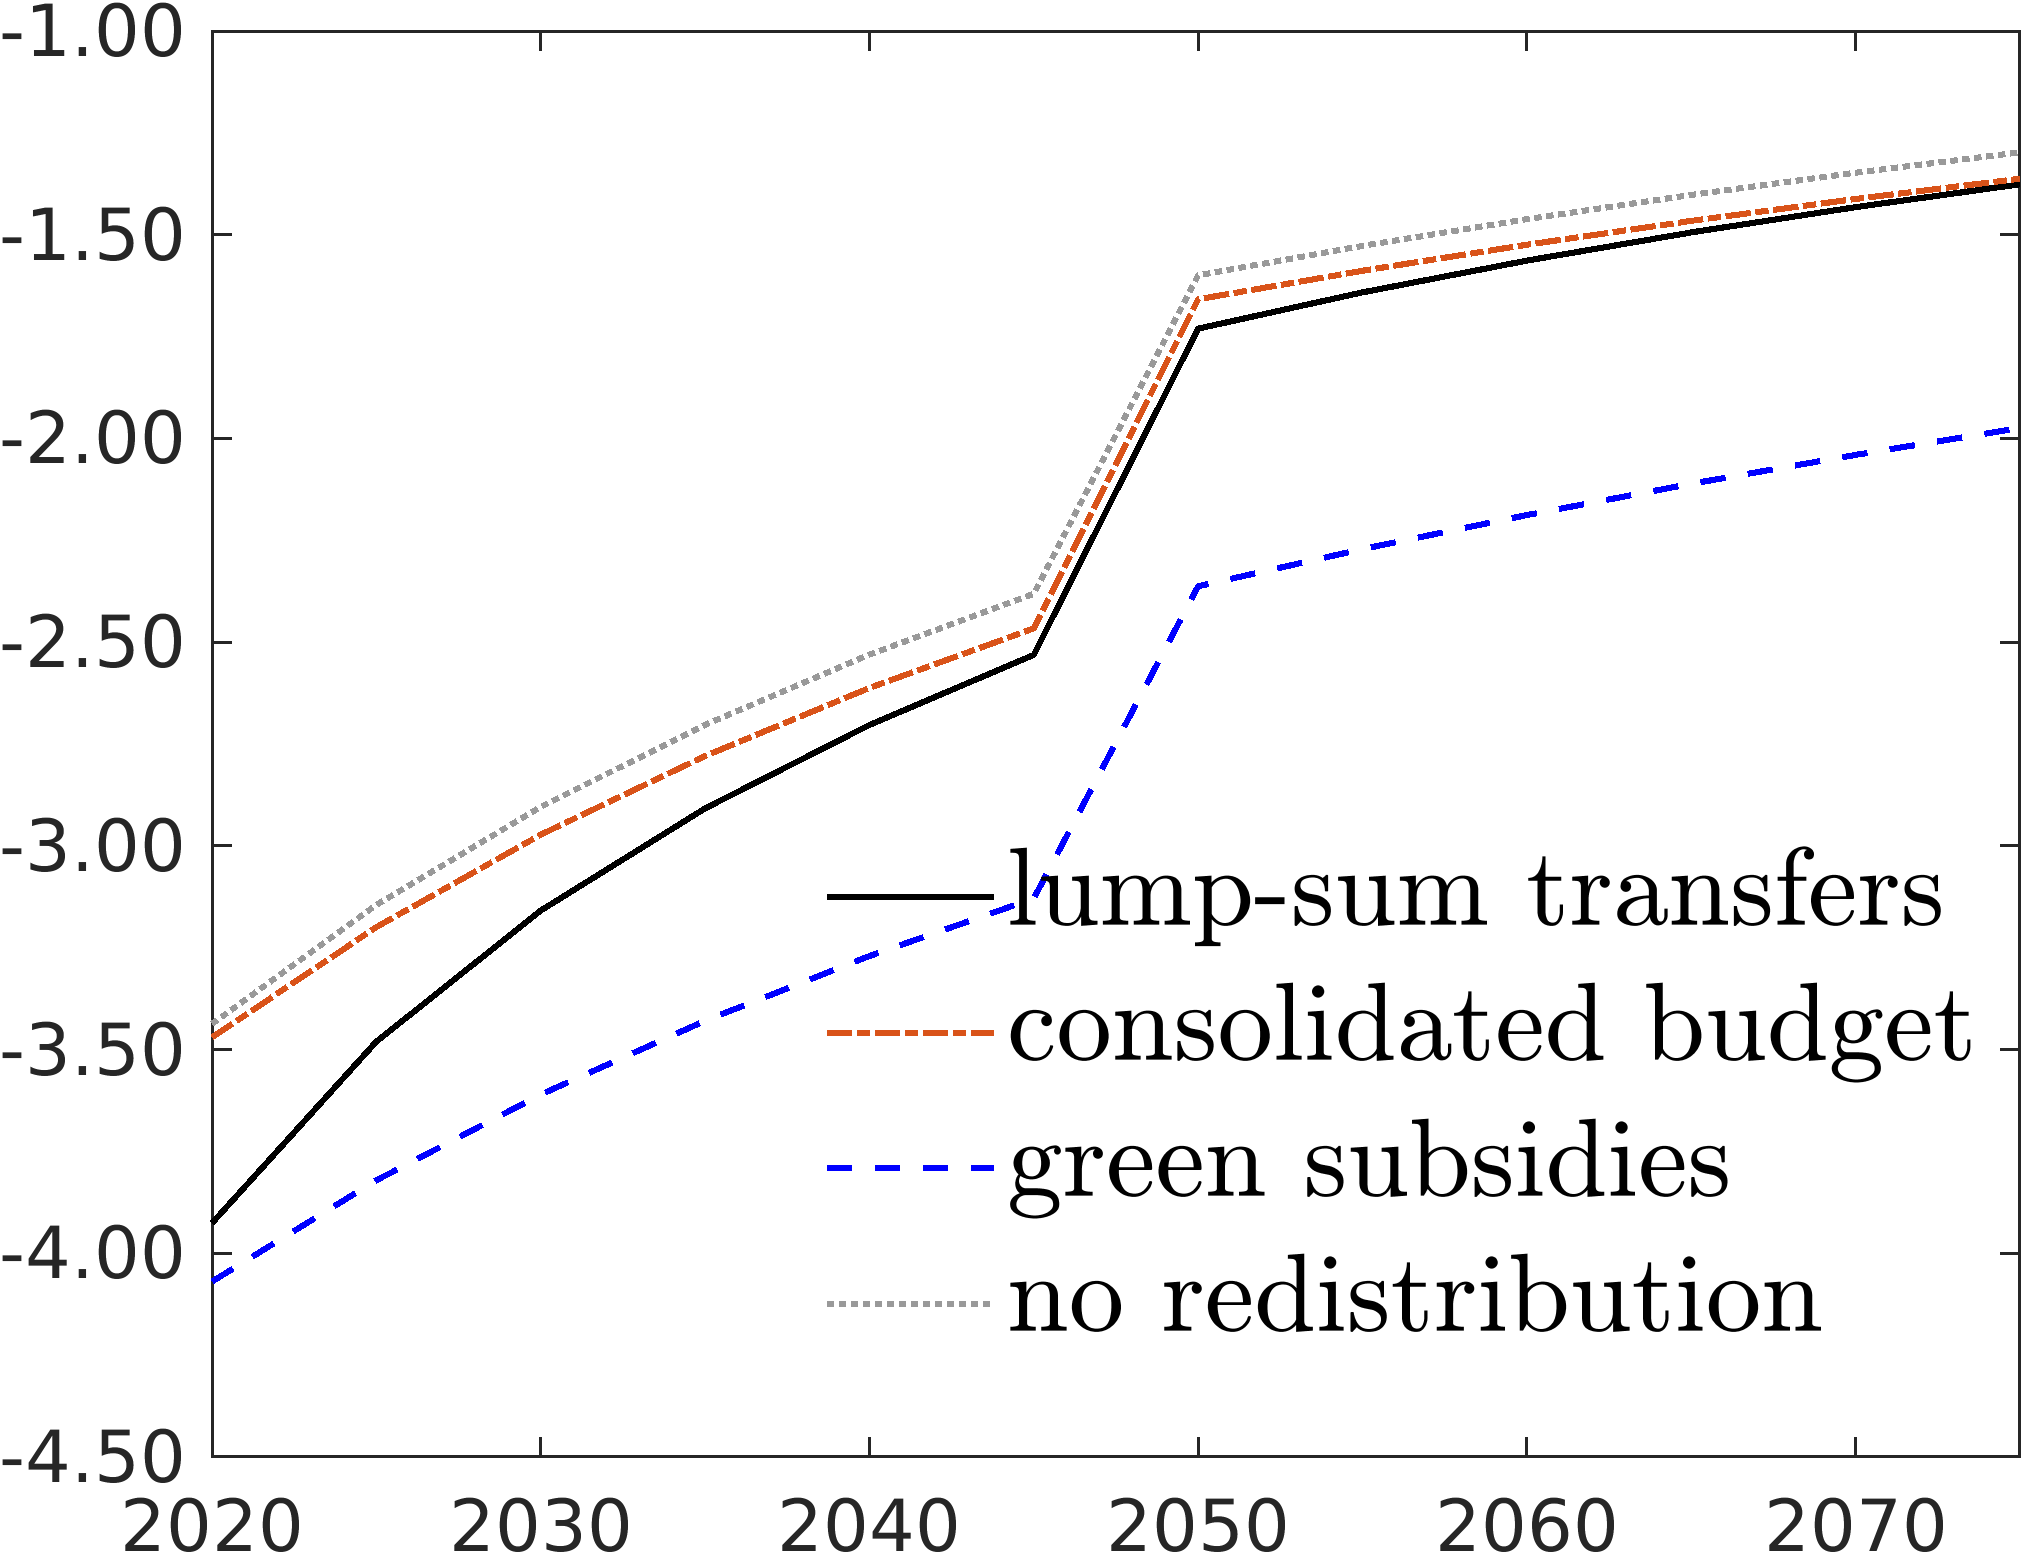 -1.00
-1.50
-2.00
-2.50
-3.00
-3.50
-4.00
-4.50
lump-sum transfers
consolidated budget
green subsidies
no redistribution
2020 2030 2040 2050 2060 2070